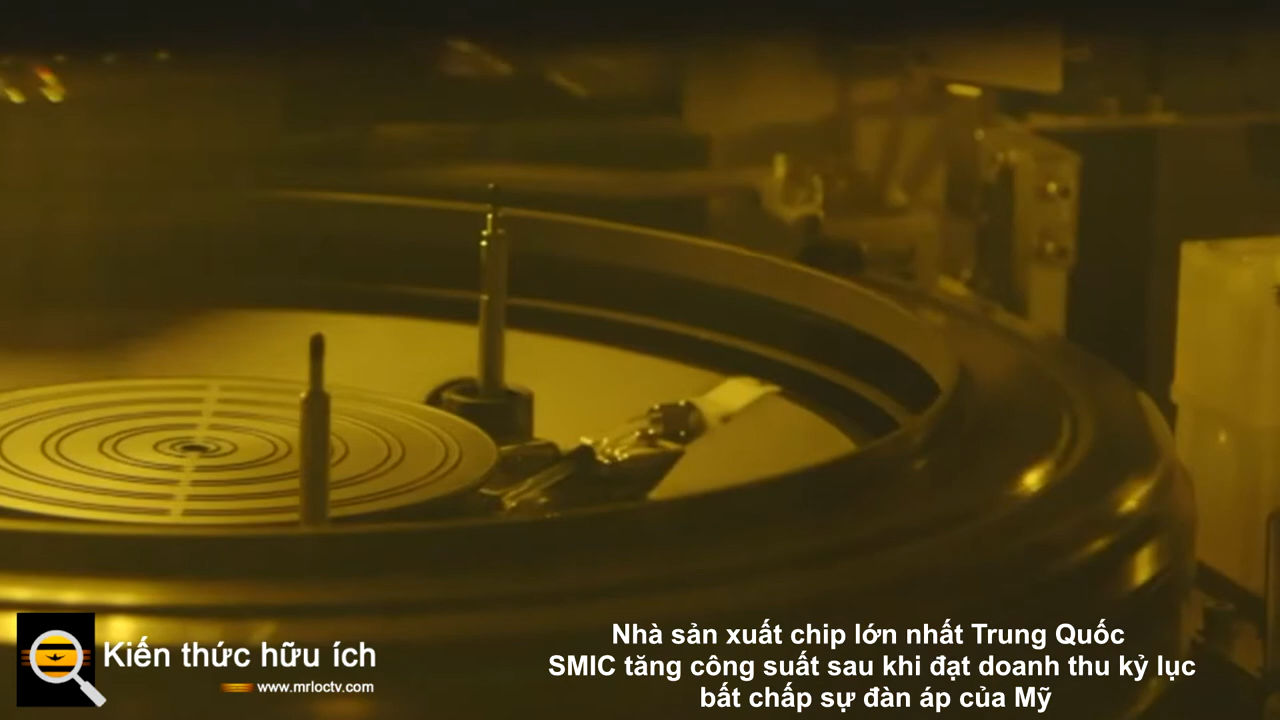 Kiến thức hữu ích
www.mrloctv.com
Nhà sản xuất chip lớn nhất Trung Quốc
SMIC tăng công suất sau khi đạt doanh thu kỷ lục
bất chấp sự đàn áp của Mỹ